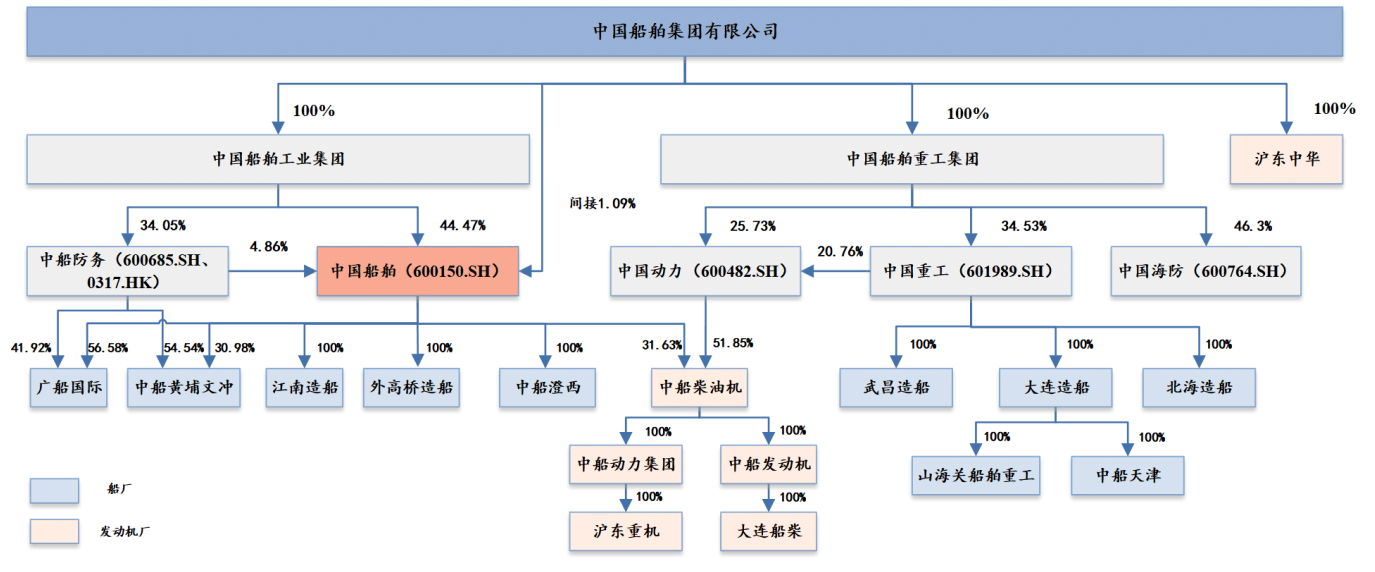 中国船舶集团有限公司
100%
100%
100%
中国船舶工业集团
中国船舶重工集团
沪东中华
间接1.09%
34.05%
44.47%
25.73%
34.53%
46.3%
4.86%
20.76%
中船防务（600685.SH、
0317.HK）
中国船舶（600150.SH）
中国动力（600482.SH）
中国重工（601989.SH）
中国海防（600764.SH）
41.92%
56.58%
54.54%
30.98%
100%
100%
100%
31.63%
51.85%
100%
100%
100%
广船国际
中船黄埔文冲
江南造船
外高桥造船
中船澄西
中船柴油机
武昌造船
大连造船
北海造船
100%
100%
100%
100%
中船动力集团
中船发动机
山海关船舶重工
中船天津
船厂
100%
100%
发动机厂
沪东重机
大连船柴